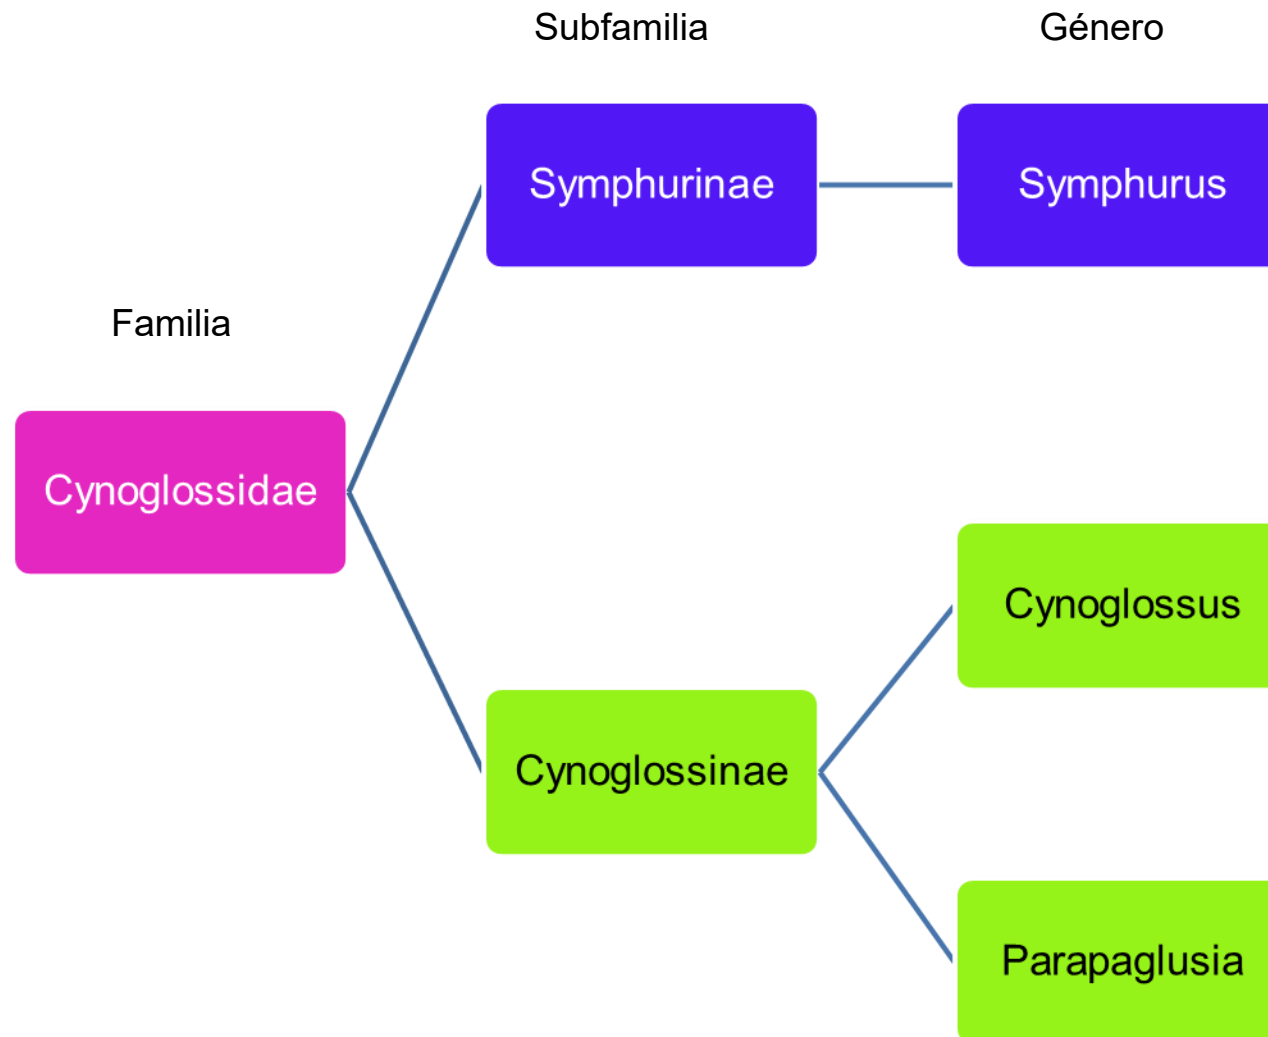 Subfamilia
Género
Symphurinae
Symphurus
Familia
Cynoglossidae
Cynoglossus
Cynoglossinae
Parapaglusia